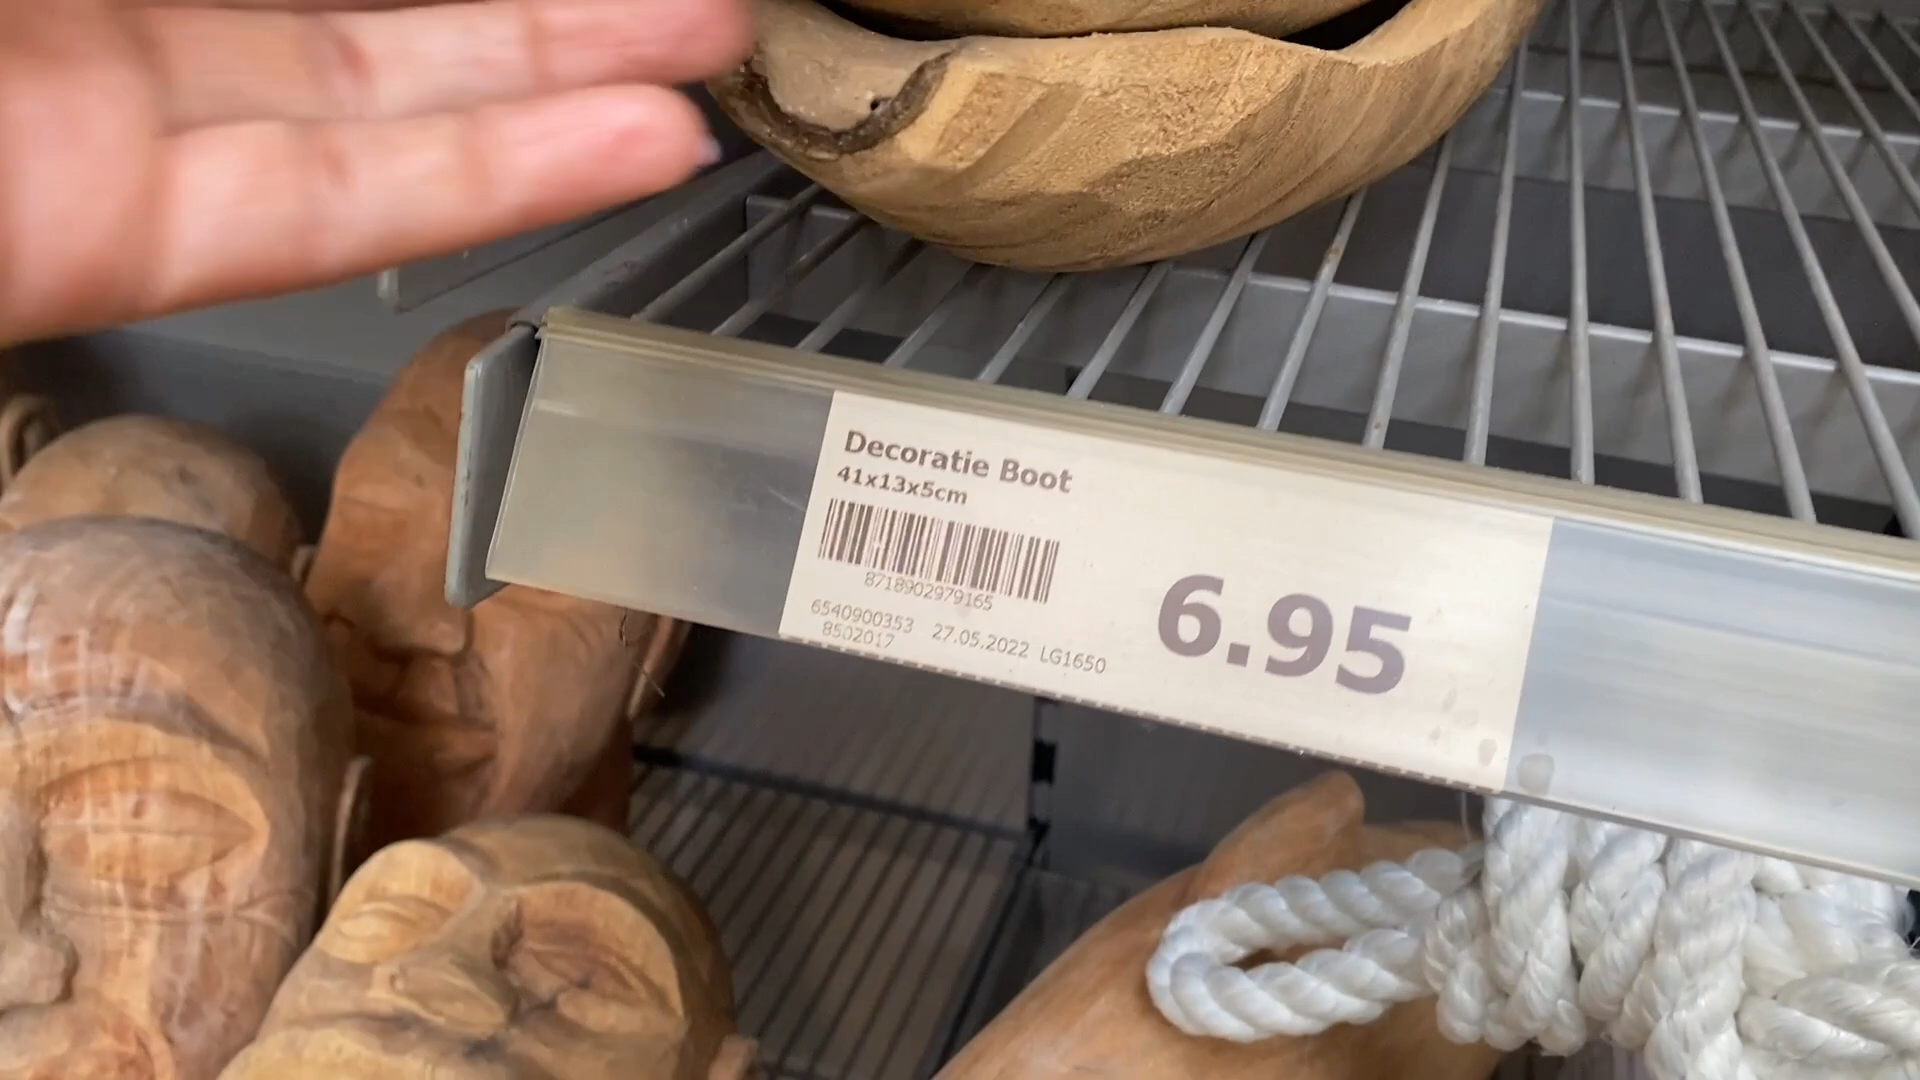 Decoratie Boot
41x13x5cm
8718902979165
6540900353 27.05.2022 LG1650
8502017
6.95